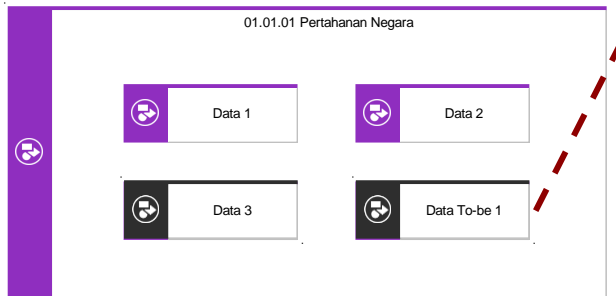 01.01.01 Pertahanan Negara
Data 1
Data 2
Data 3
Data To-be 1